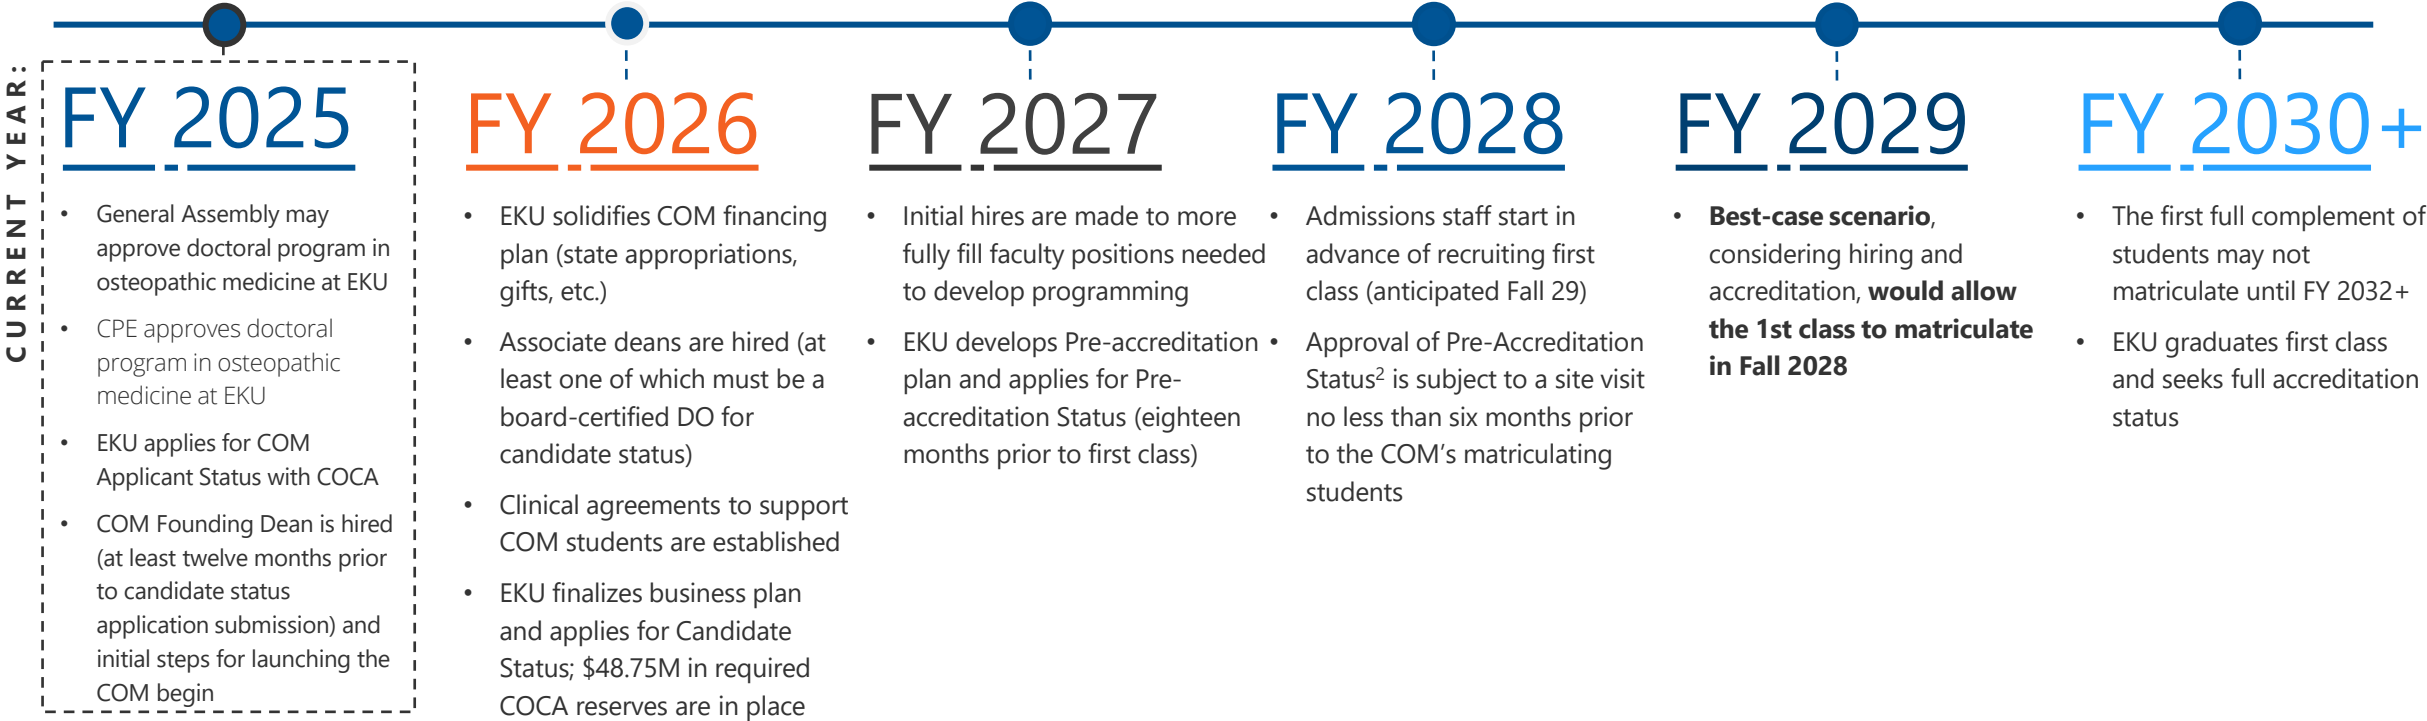 CURRENT YEAR:
FY 2025
• General Assembly may
approve doctoral program in
osteopathic medicine at EKU
• CPE approves doctoral
program in osteopathic
medicine at EKU
• EKU applies for COM
Applicant Status with COCA
• COM Founding Dean is hired
(at least twelve months prior
to candidate status
application submission) and
initial steps for launching the
COM begin
FY 2026
• EKU solidifies COM financing
plan (state appropriations,
gifts, etc.)
• Associate deans are hired (at
least one of which must be a
board-certified DO for
candidate status)
• Clinical agreements to support
COM students are established
• EKU finalizes business plan
and applies for Candidate
Status; $48.75M in required
COCA reserves are in place
FY 2027
• Initial hires are made to more
fully fill faculty positions needed
to develop programming
• EKU develops Pre-accreditation
plan and applies for Pre-
accreditation Status (eighteen
months prior to first class)
FY 2028
• Admissions staff start in
advance of recruiting first
class (anticipated Fall 29)
• Approval of Pre-Accreditation
Status² is subject to a site visit
no less than six months prior
to the COM’s matriculating
students
FY 2029
• Best-case scenario,
considering hiring and
accreditation, would allow
the 1st class to matriculate
in Fall 2028
FY 2030+
• The first full complement of
students may not
matriculate until FY 2032+
• EKU graduates first class
and seeks full accreditation
status